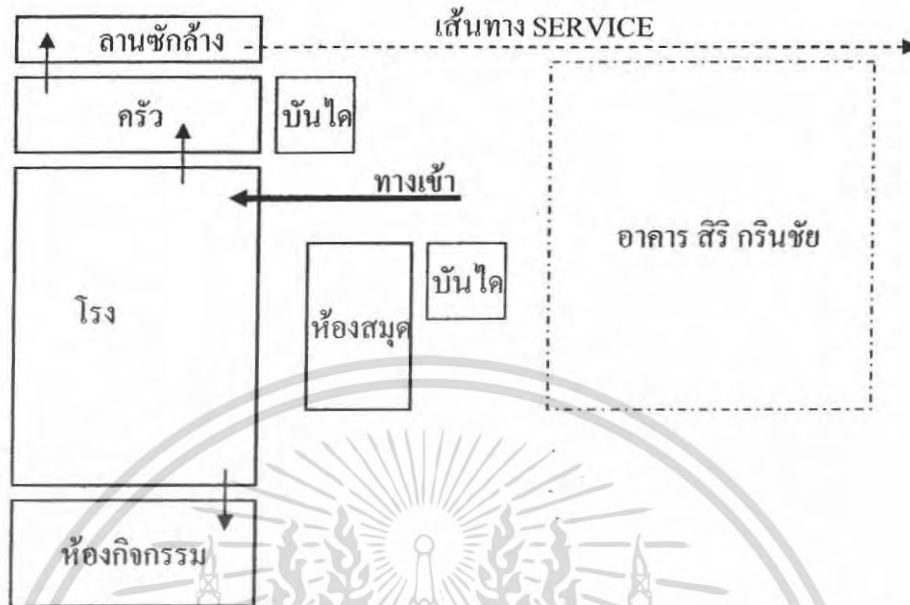 ลานซักล้าง
เส้นทาง SERVICE
ครัว
บันได
ทางเข้า
อาคาร สิริ กรินชัย
บันได
โรง
ห้องสมุด
ห้องกิจกรรม